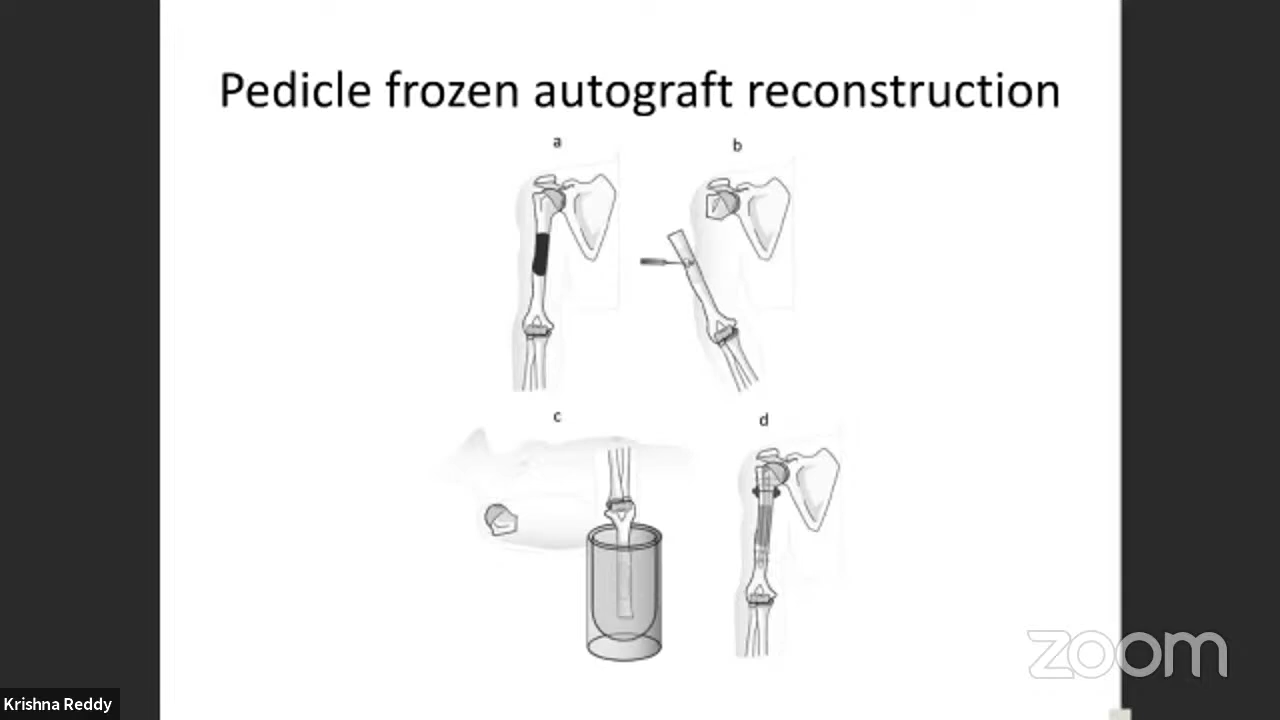 Pedicle frozen autograft reconstruction
a
b
c
d
zoom
Krishna Reddy